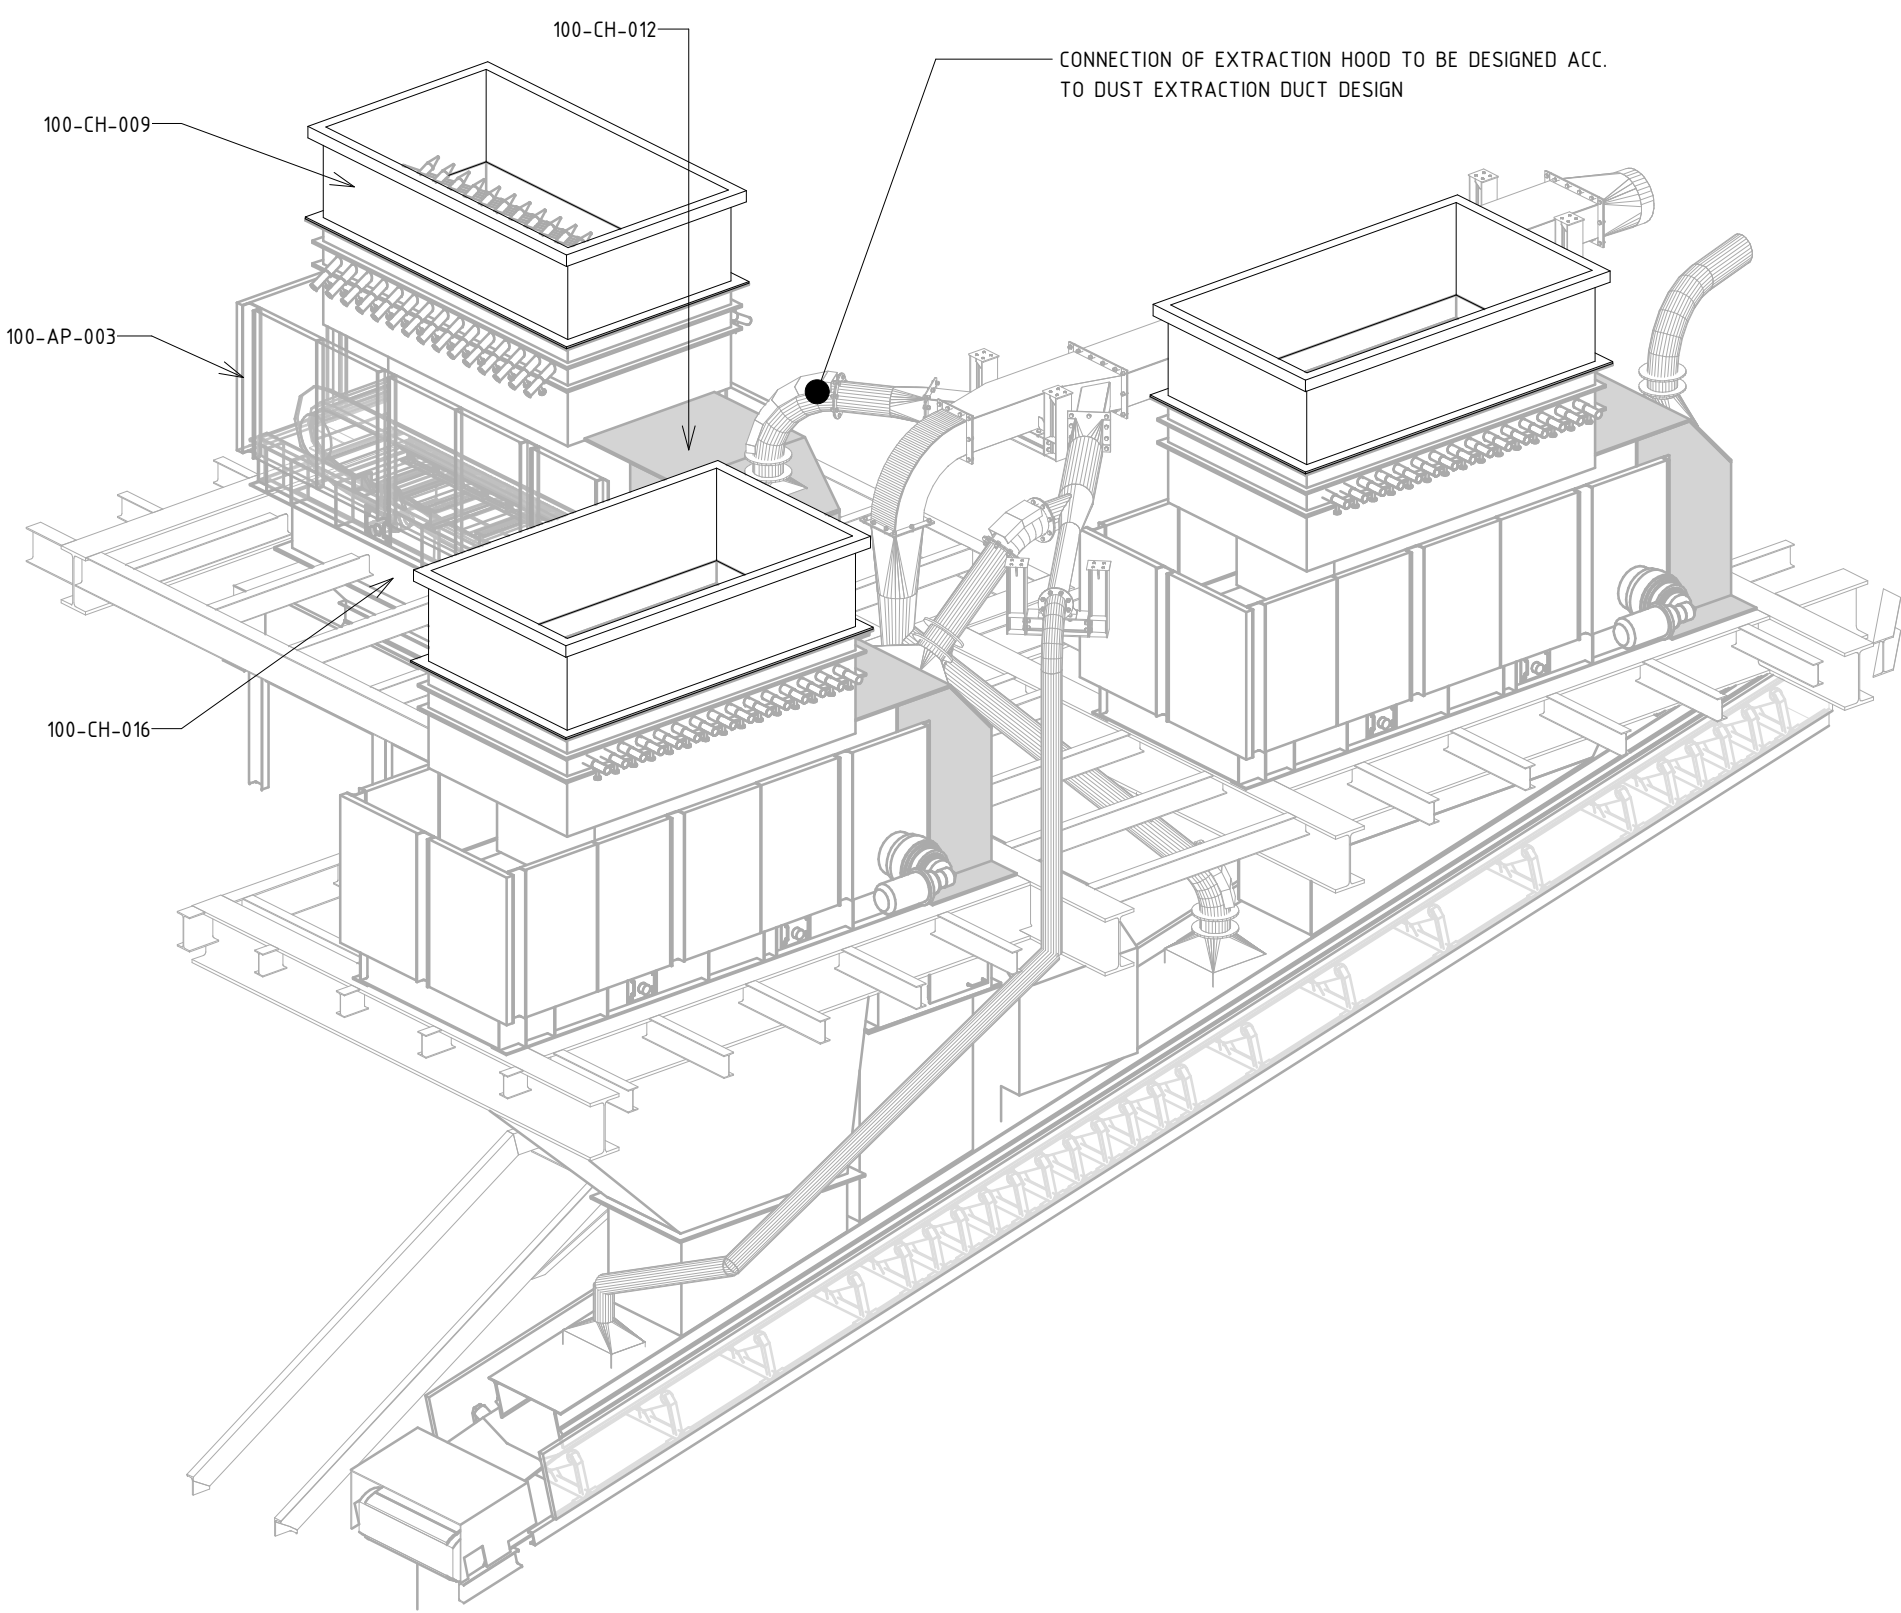 100-CH-012
CONNECTION OF EXTRACTION HOOD TO BE DESIGNED ACC.
TO DUST EXTRACTION DUCT DESIGN
100-CH-009
100-AP-003
100-CH-016